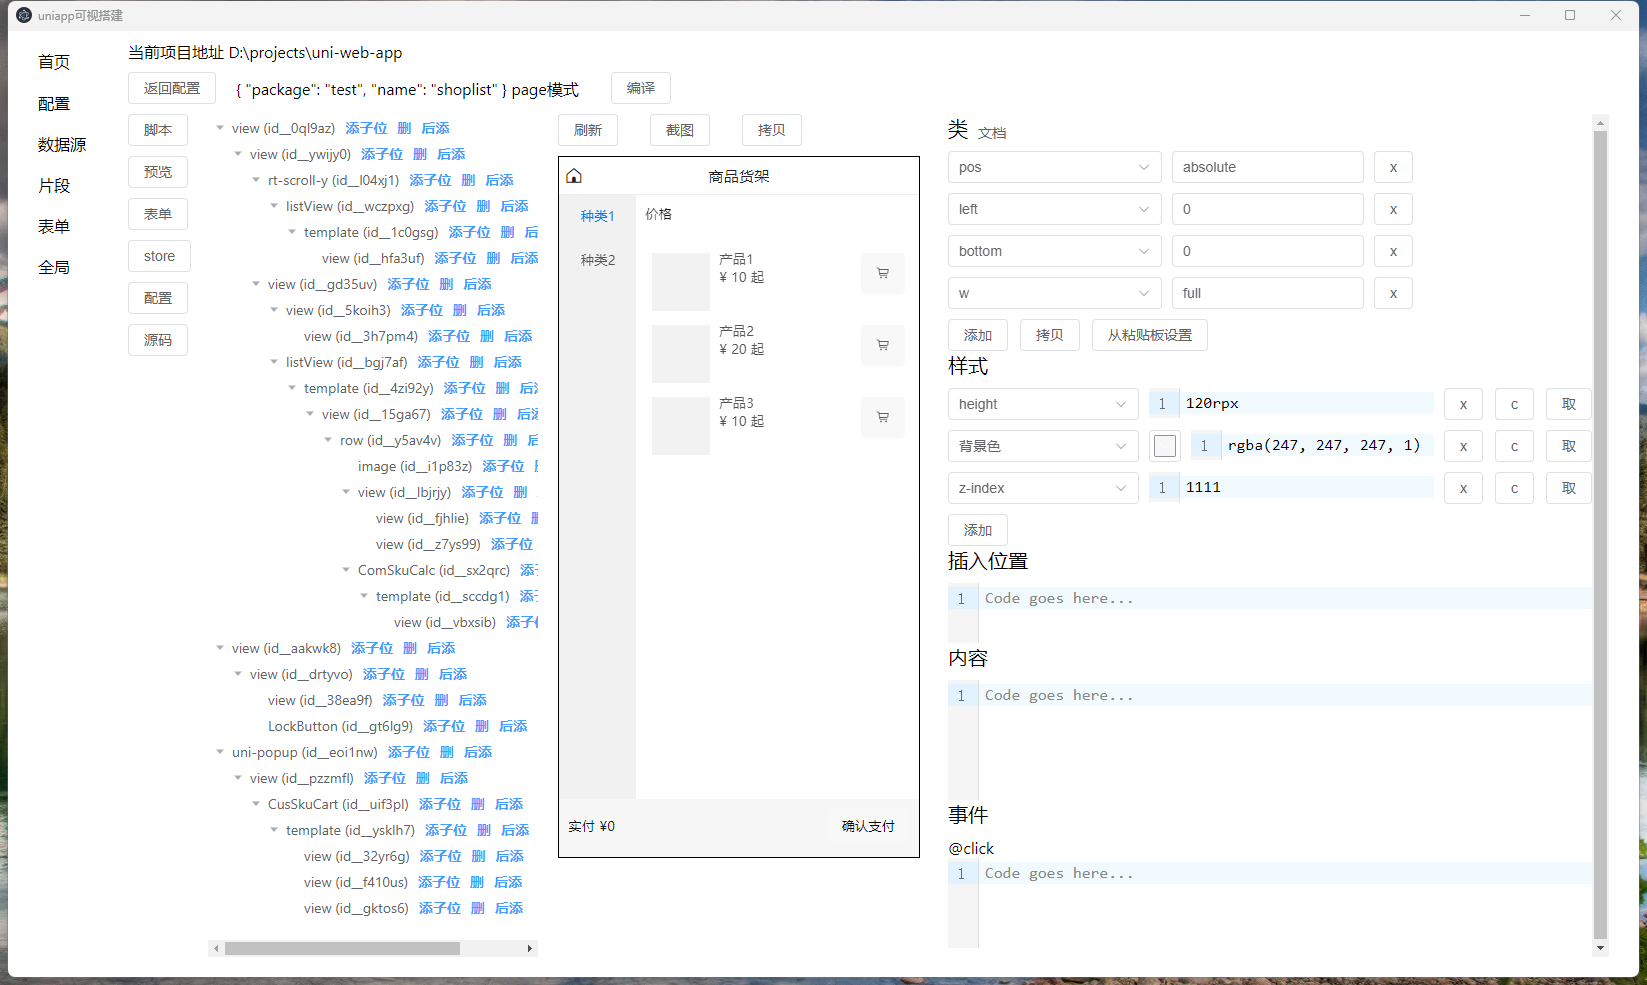 uniapp可视搭建
首页
配置
数据源
片段
表单
全局
当前项目地址 D:\projects\uni-web-app
返回配置
{ "package": "test", "name": "shoplist" } page模式
编译
脚本
预览
表单
store
配置
源码
view (id__0ql9az) 添子位 删 后添
view (id__ywijy0) 添子位 删 后添
rt-scroll-y (id__l04xj1) 添子位 删 后添
listView (id__wczpxg) 添子位 删 后添
template (id__1c0gsg) 添子位 删 后
view (id__hfa3uf) 添子位 删 后添
view (id__gd35uv) 添子位 删 后添
view (id__5koih3) 添子位 删 后添
view (id__3h7pm4) 添子位 删 后添
listView (id__bgj7af) 添子位 删 后添
template (id__4zi92y) 添子位 删 后添
view (id__15ga67) 添子位 删 后添
row (id__y5av4v) 添子位 删 后
image (id__i1p83z) 添子位
view (id__lbjrjy) 添子位 删
view (id__fjhlie) 添子位 删
view (id__z7ys99) 添子位
ComSkuCalc (id__sx2qrc) 添子
template (id__sccdg1) 添子
view (id__vbxsib) 添子位
view (id__aakwk8) 添子位 删 后添
view (id__drtyvo) 添子位 删 后添
view (id__38ea9f) 添子位 删 后添
LockButton (id__gt6lg9) 添子位 删 后添
uni-popup (id__eoi1nw) 添子位 删 后添
view (id__pzzmfl) 添子位 删 后添
CusSkuCart (id__uif3pl) 添子位 删 后添
template (id__ysklh7) 添子位 删 后添
view (id__32yr6g) 添子位 删 后添
view (id__f410us) 添子位 删 后添
view (id__gktos6) 添子位 删 后添
刷新 截图 拷贝
商品货架
种类1
种类2
价格
产品1
¥ 10 起
产品2
¥ 20 起
产品3
¥ 10 起
实付 ¥0
确认支付
类 文档
pos absolute x
left 0 x
bottom 0 x
w full x
添加 拷贝 从粘贴板设置
样式
height 1 120rpx x c 取
背景色 1 rgba(247, 247, 247, 1) x c 取
z-index 1 1111 x c 取
添加
插入位置
1 Code goes here...
内容
1 Code goes here...
事件
@click
1 Code goes here...